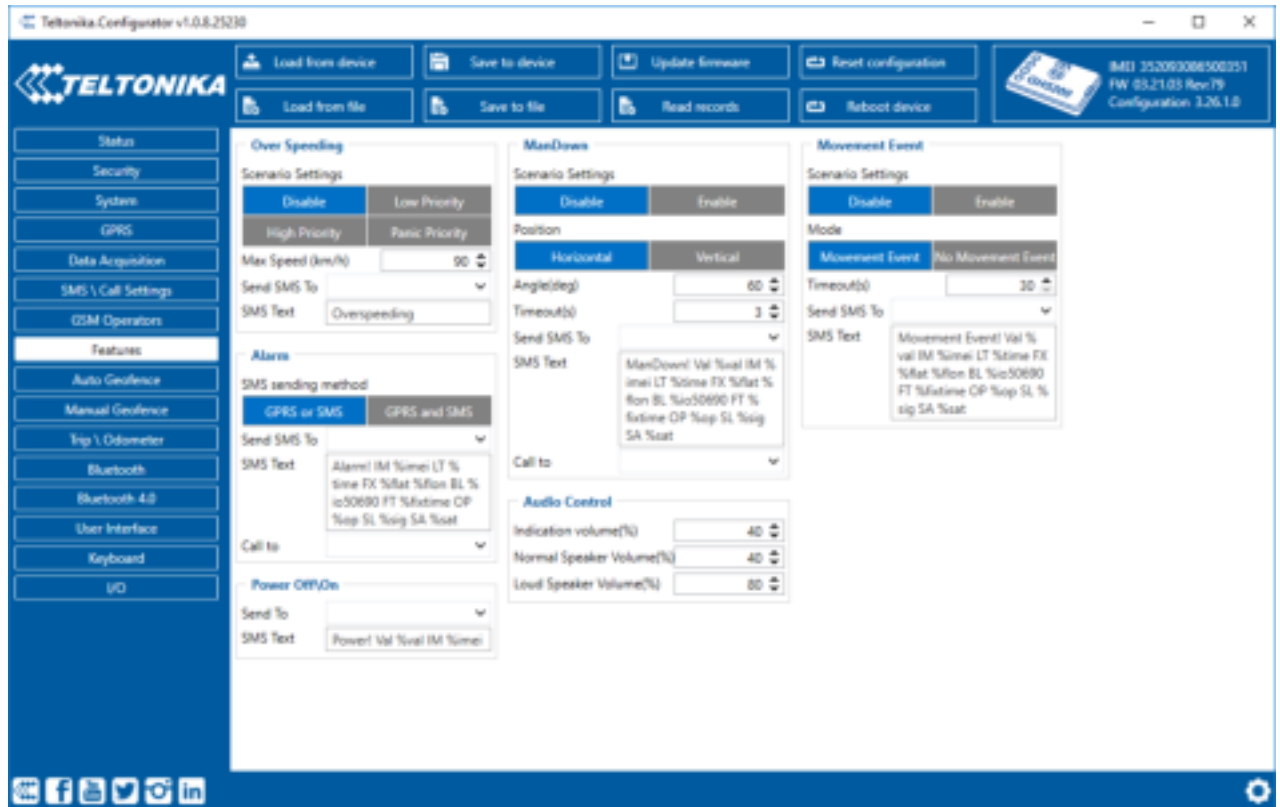 Teltonika.Configurator v1.0.8.25230
TELTONIKA
Load from device
Save to device
Update firmware
Reset configuration
Load from file
Save to file
Read records
Reboot device
IMEI 352093086500351
FW 03.21.03 Rev:79
Configuration 3.26.1.0
Status
Security
System
GPRS
Data Acquisition
SMS \ Call Settings
GSM Operators
Features
Auto Geofence
Manual Geofence
Trip \ Odometer
Bluetooth
Bluetooth 4.0
User Interface
Keyboard
I/O
Over Speeding
Scenario Settings
Disable
Low Priority
High Priority
Panic Priority
Max Speed (km/h)
90
Send SMS To
SMS Text
Overspeeding
Alarm
SMS sending method
GPRS or SMS
GPRS and SMS
Send SMS To
SMS Text
Alarm! IM %imei LT %
time FX %flat %flon BL %
io50690 FT %fixtime OP
%op SL %sig SA %sat
Call to
Power Off\On
Send To
SMS Text
Power! Val %val IM %imei
ManDown
Scenario Settings
Disable
Enable
Position
Horizontal
Vertical
Angle(deg)
60
Timeout(s)
3
Send SMS To
SMS Text
ManDown! Val %val IM %
imei LT %time FX %flat %
flon BL %io50690 FT %
fixtime OP %op SL %sig
SA %sat
Call to
Audio Control
Indication volume(%)
40
Normal Speaker Volume(%)
40
Loud Speaker Volume(%)
80
Movement Event
Scenario Settings
Disable
Enable
Mode
Movement Event
No Movement Event
Timeout(s)
30
Send SMS To
SMS Text
Movement Event! Val %
val IM %imei LT %time FX
%flat %flon BL %io50690
FT %fixtime OP %op SL %
sig SA %sat